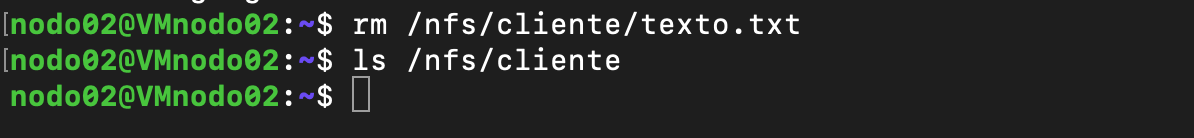 [nodo02@VMnodo02:~$ rm /nfs/cliente/texto.txt
[nodo02@VMnodo02:~$ ls /nfs/cliente
nodo02@VMnodo02:~$